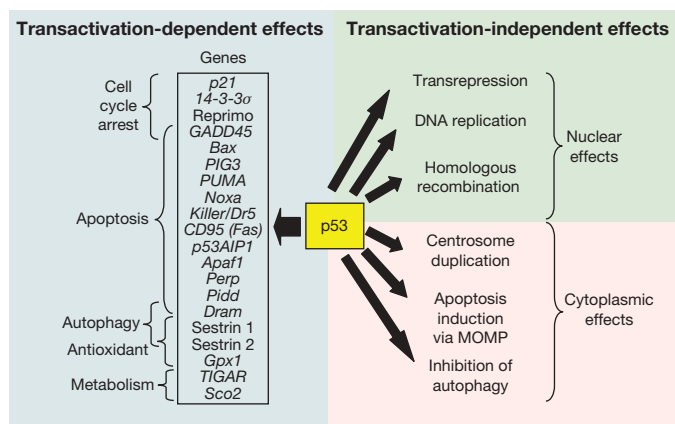 Transactivation-dependent effects
Genes
Cell
cycle
arrest
Apoptosis
Autophagy
Antioxidant
Metabolism
p21
14-3-3σ
Reprimo
GADD45
Bax
PIG3
PUMA
Noxa
Killer/Dr5
CD95 (Fas)
p53AIP1
Apaf1
Perp
Pidd
Dram
Sestrin 1
Sestrin 2
Gpx1
TIGAR
Sco2
p53
Transactivation-independent effects
Transrepression
DNA replication
Homologous
recombination
Nuclear
effects
Centrosome
duplication
Apoptosis
induction
via MOMP
Inhibition of
autophagy
Cytoplasmic
effects